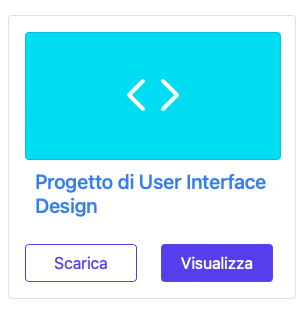 Progetto di User Interface
Design
Scarica
Visualizza